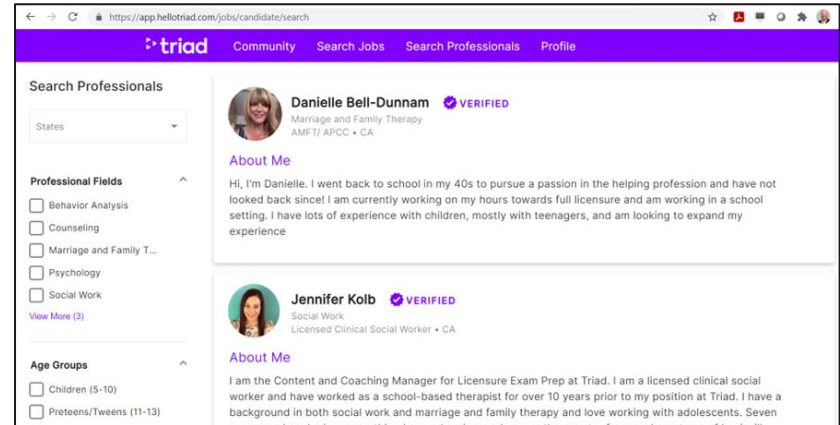 https://app.hellotriad.com/jobs/candidate/search
triad Community Search Jobs Search Professionals Profile
Search Professionals
States
Professional Fields
Behavior Analysis
Counseling
Marriage and Family T...
Psychology
Social Work
View More (3)
Age Groups
Children (5-10)
Preteens/Tweens (11-13)
Danielle Bell-Dunnam VERIFIED
Marriage and Family Therapy
AMFT/ APCC • CA
About Me
Hi, I'm Danielle. I went back to school in my 40s to pursue a passion in the helping profession and have not
looked back since! I am currently working on my hours towards full licensure and am working in a school
setting. I have lots of experience with children, mostly with teenagers, and am looking to expand my
experience
Jennifer Kolb VERIFIED
Social Work
Licensed Clinical Social Worker • CA
About Me
I am the Content and Coaching Manager for Licensure Exam Prep at Triad. I am a licensed clinical social
worker and have worked as a school-based therapist for over 10 years prior to my position at Triad. I have a
background in both social work and marriage and family therapy and love working with adolescents. Seven